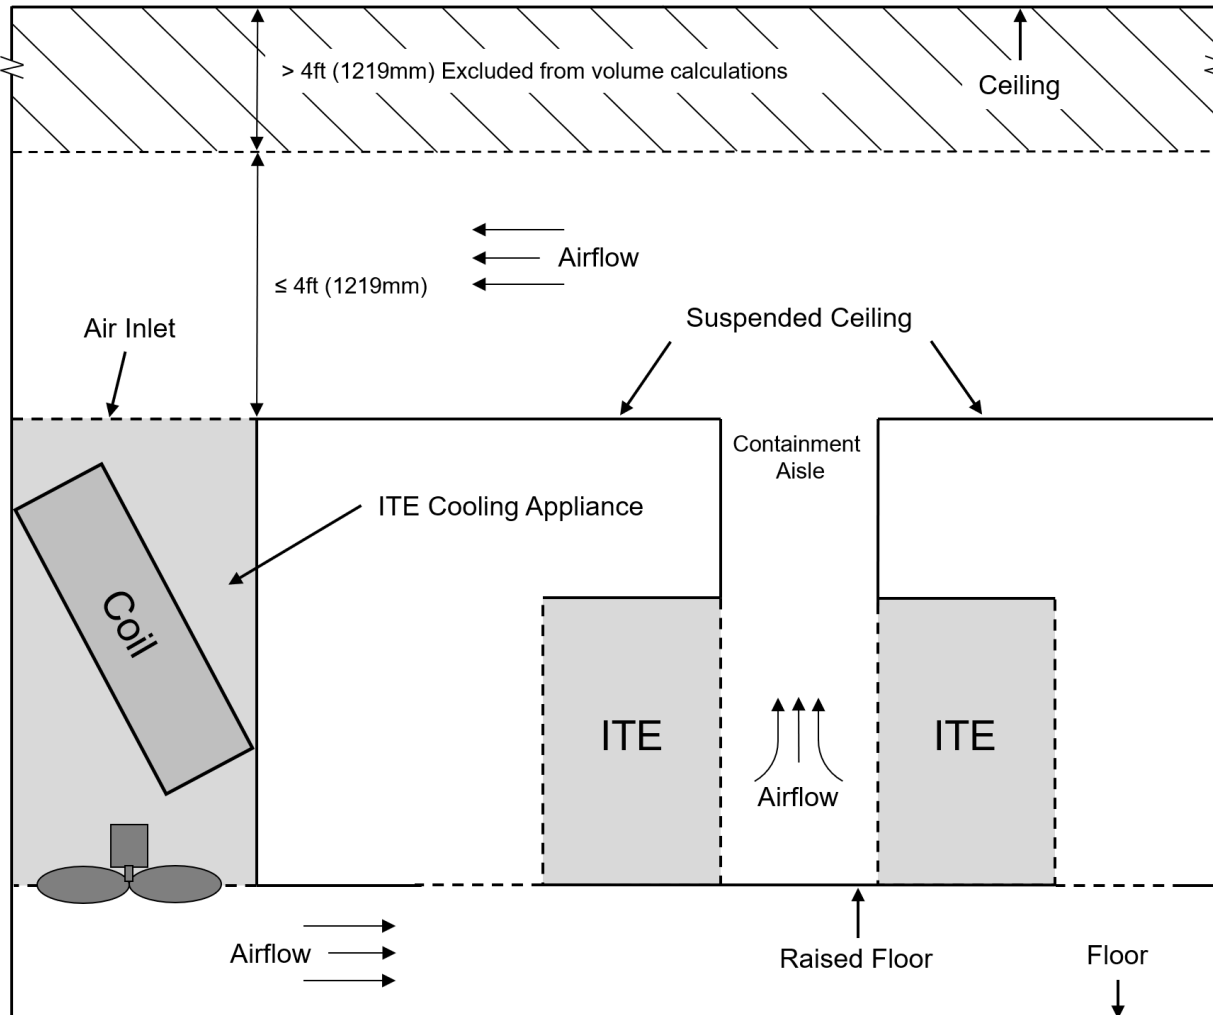 > 4ft (1219mm) Excluded from volume calculations
Ceiling
Airflow
≤ 4ft (1219mm)
Suspended Ceiling
Air Inlet
Containment
Aisle
ITE Cooling Appliance
Coil
ITE
ITE
Airflow
Airflow
Raised Floor
Floor